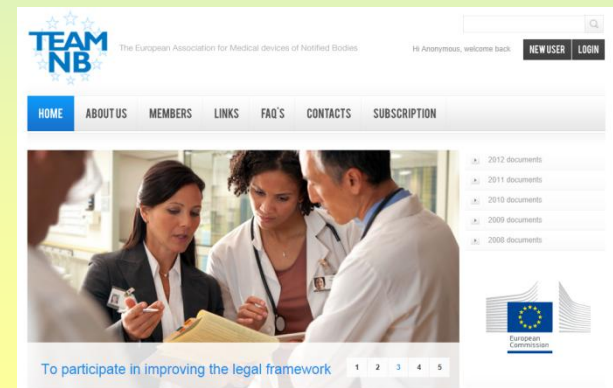 TEAM
NB
The European Association for Medical devices of Notified Bodies
Hi Anonymous, welcome back
NEW USER
LOGIN
HOME
ABOUT US
MEMBERS
LINKS
FAQ'S
CONTACTS
SUBSCRIPTION
2012 documents
2011 documents
2010 documents
2009 documents
2008 documents
European
Commission
To participate in improving the legal framework
1 2 3 4 5